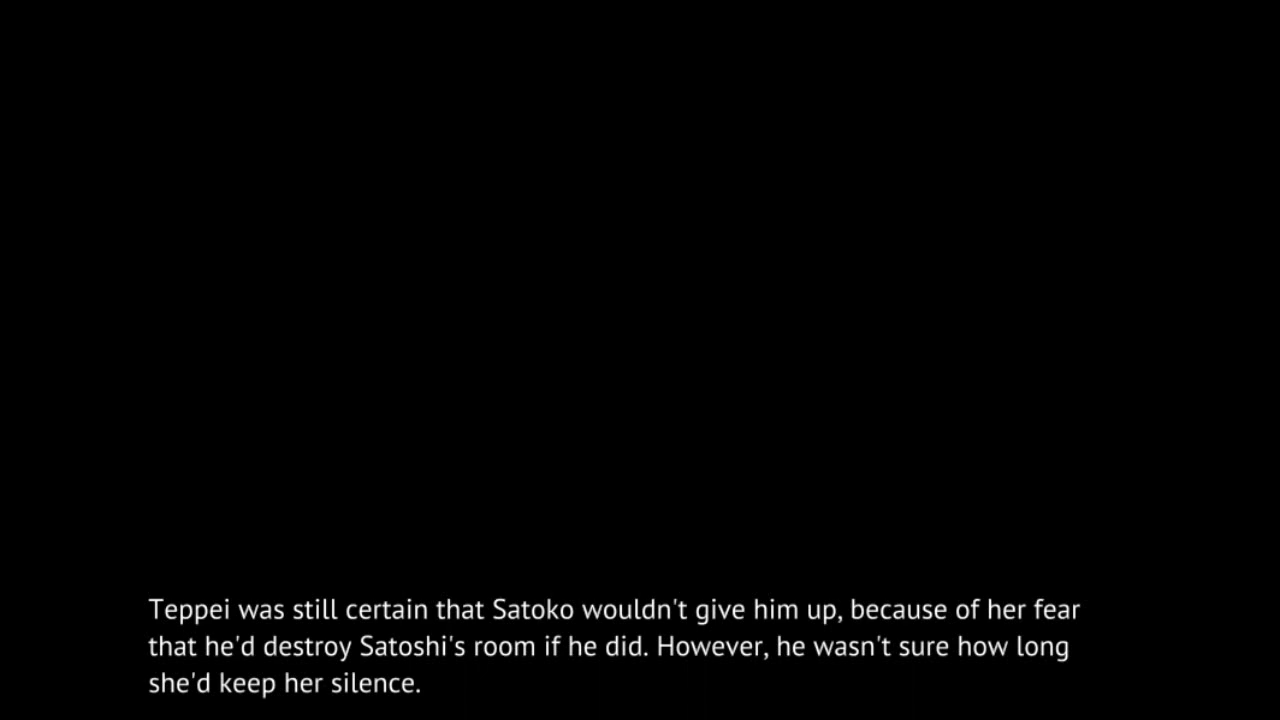 Teppei was still certain that Satoko wouldn't give him up, because of her fear
that he'd destroy Satoshi's room if he did. However, he wasn't sure how long
she'd keep her silence.